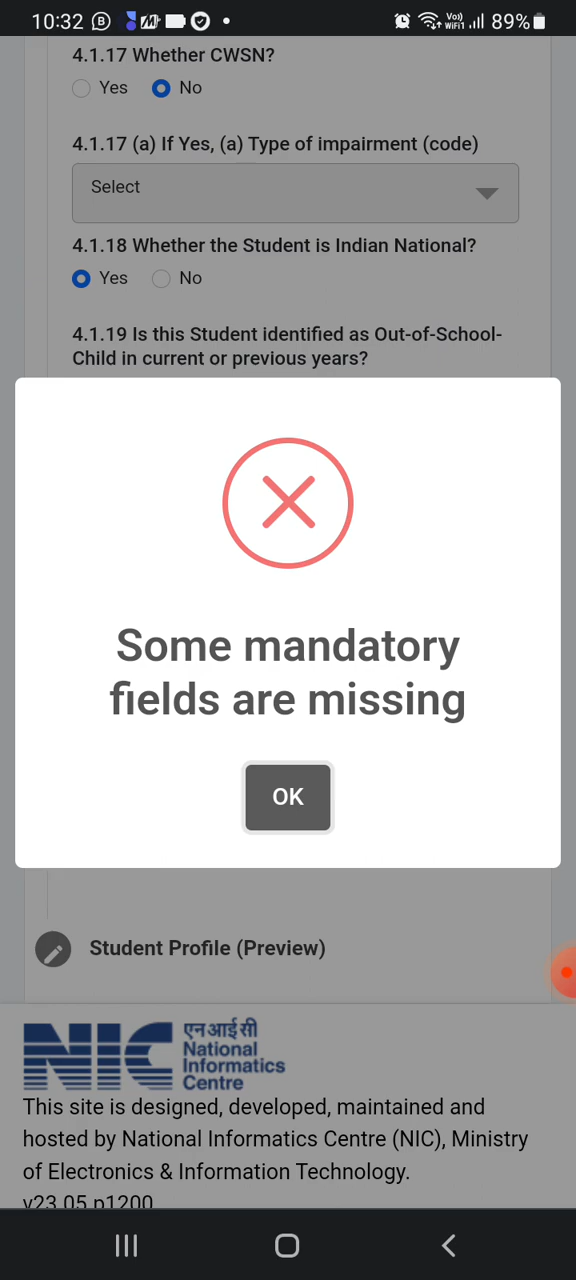 10:32
Vo)) WiFi1
89%
4.1.17 Whether CWSN?
Yes No
4.1.17 (a) If Yes, (a) Type of impairment (code)
Select
4.1.18 Whether the Student is Indian National?
Yes No
4.1.19 Is this Student identified as Out-of-School-
Child in current or previous years?
Some mandatory
fields are missing
OK
Student Profile (Preview)
NIC
एन आई सी
National
Informatics
Centre
This site is designed, developed, maintained and
hosted by National Informatics Centre (NIC), Ministry
of Electronics & Information Technology.
v23.05.p1200